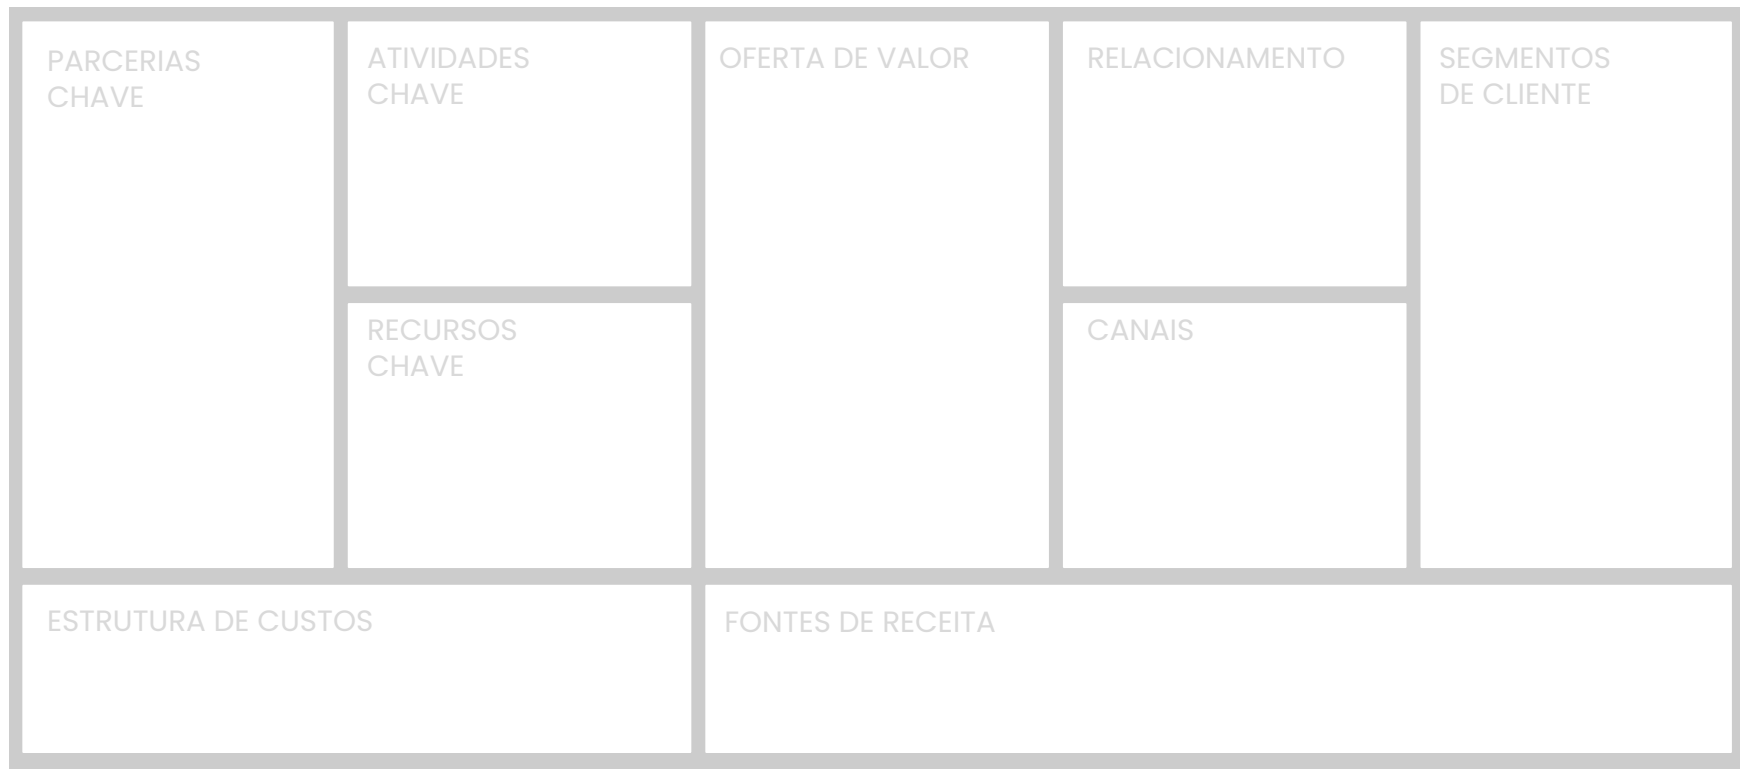 PARCERIAS
CHAVE
ATIVIDADES
CHAVE
RECURSOS
CHAVE
OFERTA DE VALOR
RELACIONAMENTO
CANAIS
SEGMENTOS
DE CLIENTE
ESTRUTURA DE CUSTOS
FONTES DE RECEITA